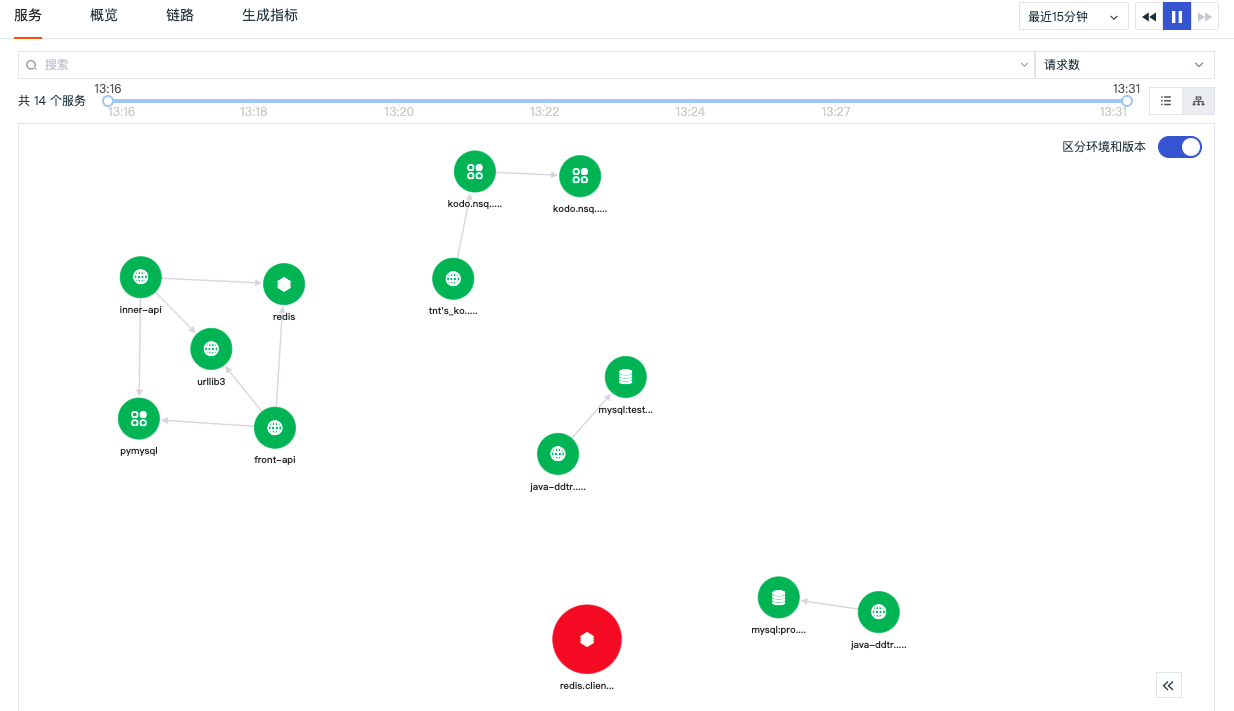 服务 概览 链路 生成指标 最近15分钟
搜索 请求数
13:16 13:31
共 14 个服务
13:16 13:18 13:20 13:22 13:24 13:27 13:31
区分环境和版本
kodo.nsq..... kodo.nsq.....
inner-api redis tnt's_ko.....
urllib3
mysql:test...
pymysql front-api
java-ddtr.....
mysql:pro.... java-ddtr.....
redis.clien...